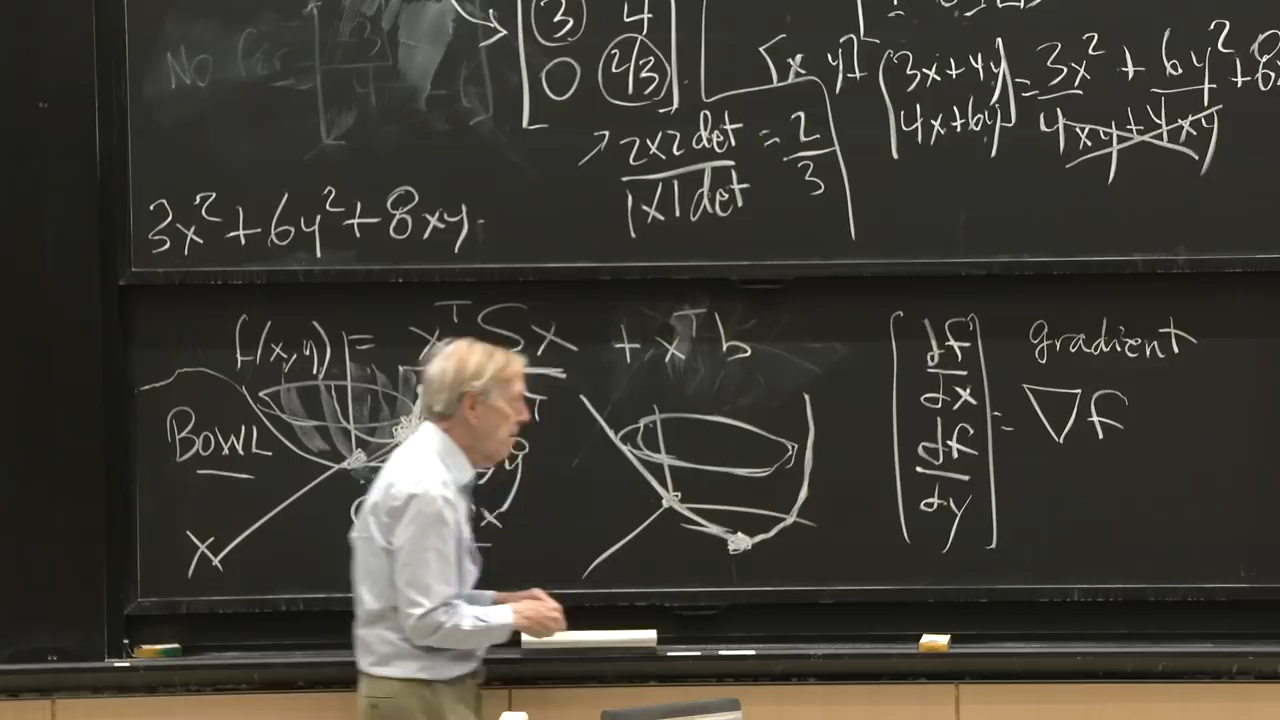 No
3 4
0 2/3
2x2 det = 2
1x1 det 3
[x y] [3x+4y = 3x² + 6y² + 8
4x+6y] 4xy+4xy
3x²+6y²+8xy
f(x,y) = xᵀSx + xᵀb
BOWL
x
y
x
df
dx
df
dy
= ∇f
gradient